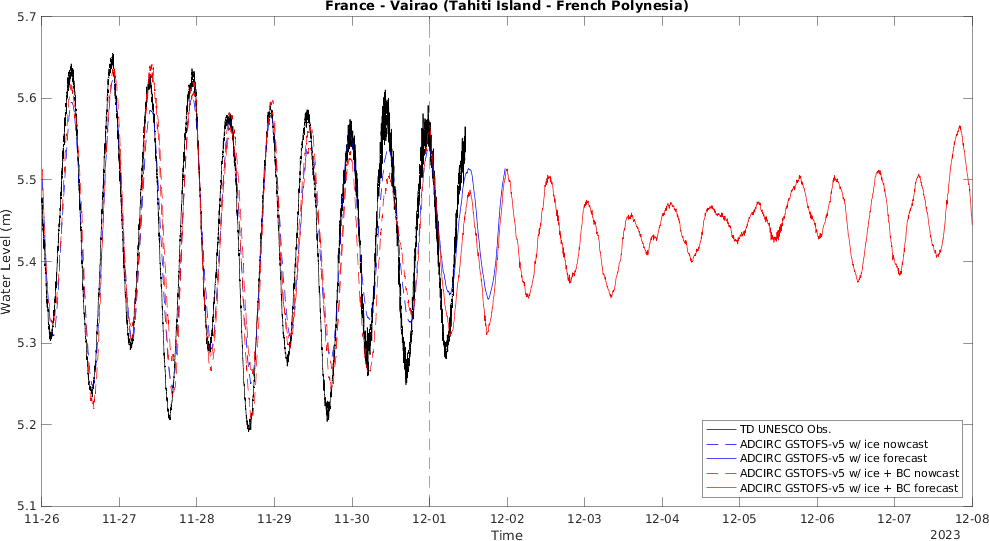 France - Vairao (Tahiti Island - French Polynesia)
5.7
5.6
5.5
5.4
5.3
5.2
5.1
Water Level (m)
TD UNESCO Obs.
ADCIRC GSTOFS-v5 w/ ice nowcast
ADCIRC GSTOFS-v5 w/ ice forecast
ADCIRC GSTOFS-v5 w/ ice + BC nowcast
ADCIRC GSTOFS-v5 w/ ice + BC forecast
11-26 11-27 11-28 11-29 11-30 12-01 12-02 12-03 12-04 12-05 12-06 12-07 12-08
Time
2023